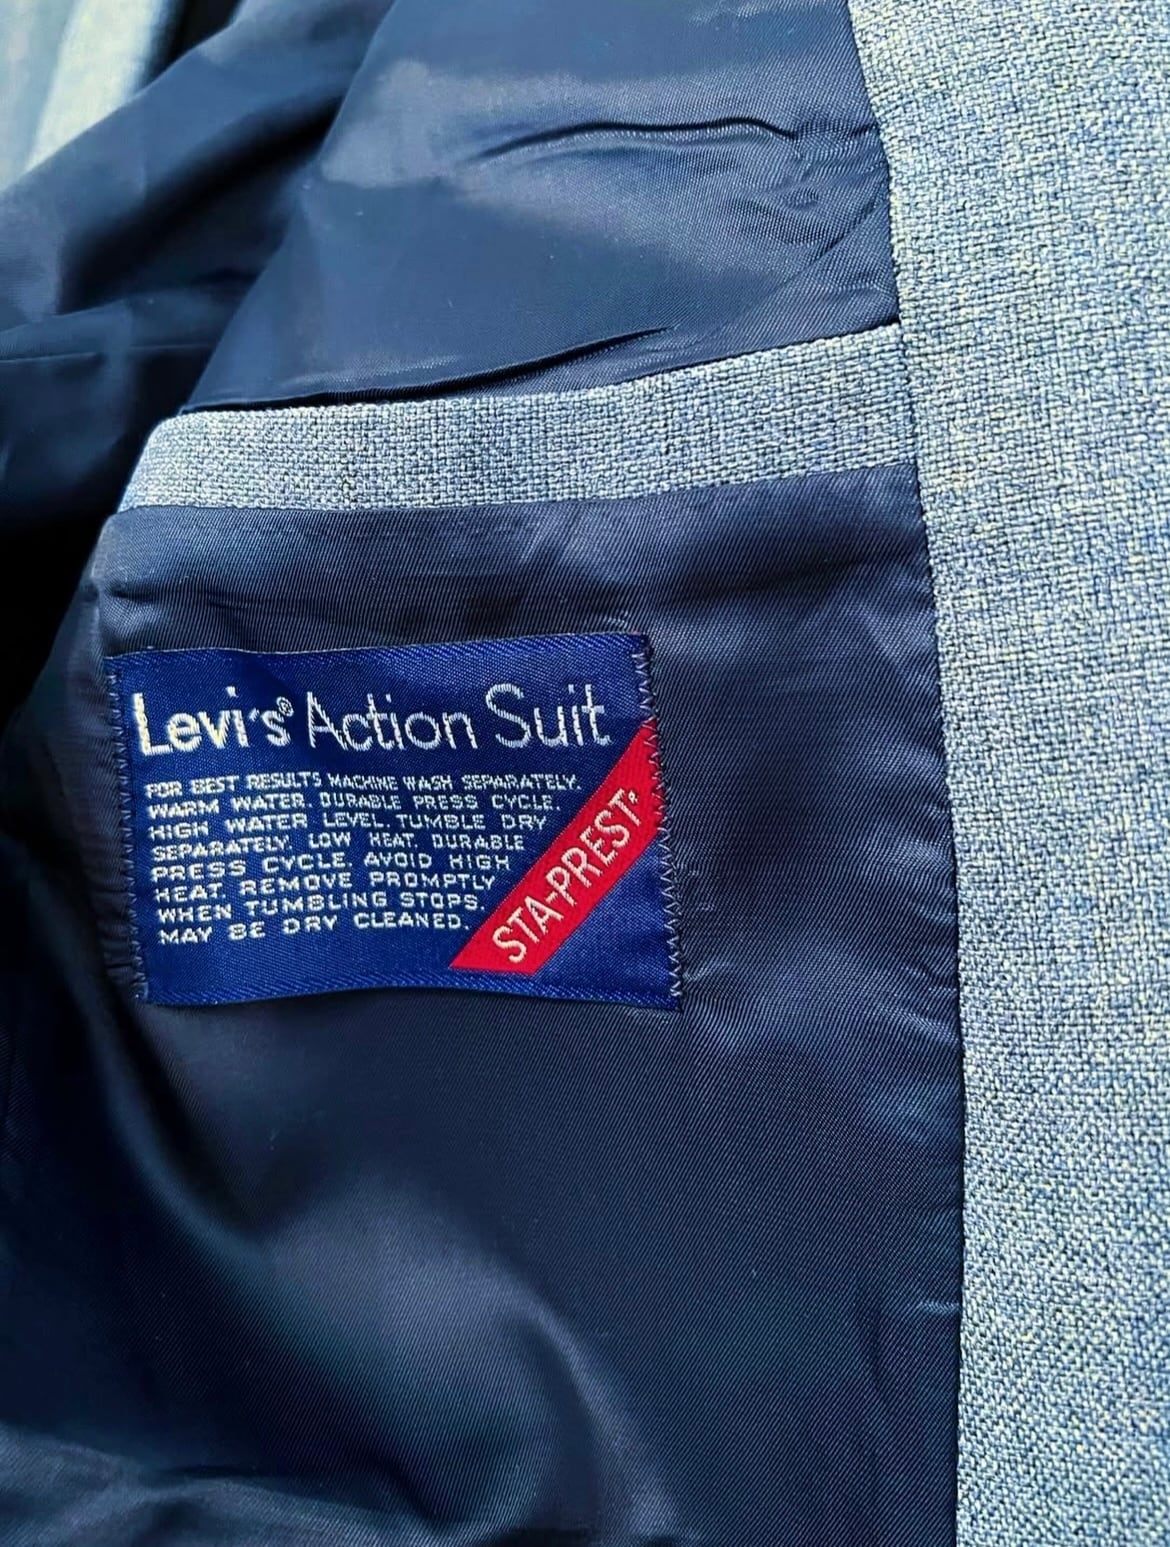 Levi's® Action Suit
FOR BEST RESULTS MACHINE WASH SEPARATELY.
WARM WATER. DURABLE PRESS CYCLE.
HIGH WATER LEVEL. TUMBLE DRY
SEPARATELY LOW HEAT. DURABLE
PRESS CYCLE. AVOID HIGH
HEAT. REMOVE PROMPTLY
WHEN TUMBLING STOPS.
MAY BE DRY CLEANED.
STA-PREST®